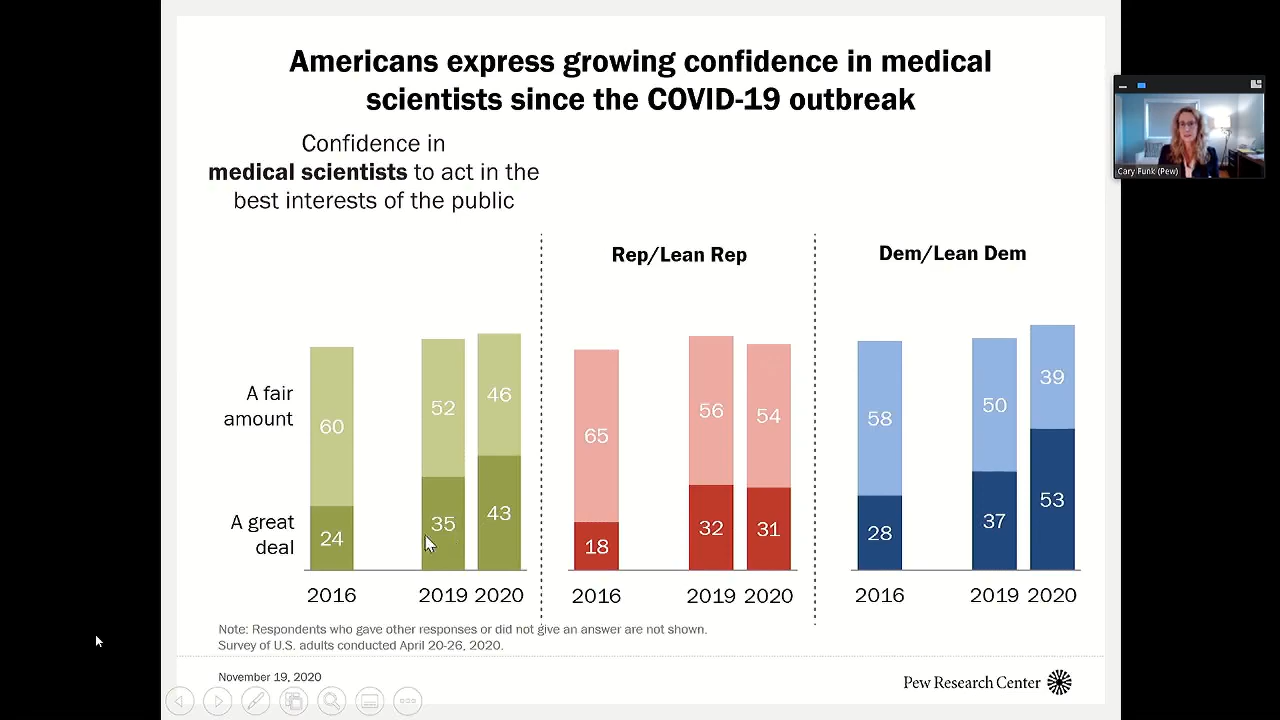 Americans express growing confidence in medical
scientists since the COVID-19 outbreak
Confidence in
medical scientists to act in the
best interests of the public
Rep/Lean Rep
Dem/Lean Dem
A fair
amount
60
52
46
65
56
54
58
50
39
A great
deal
24
35
43
18
32
31
28
37
53
2016
2019
2020
2016
2019
2020
2016
2019
2020
Note: Respondents who gave other responses or did not give an answer are not shown.
Survey of U.S. adults conducted April 20-26, 2020.
November 19, 2020
Pew Research Center
Cary Funk (Pew)